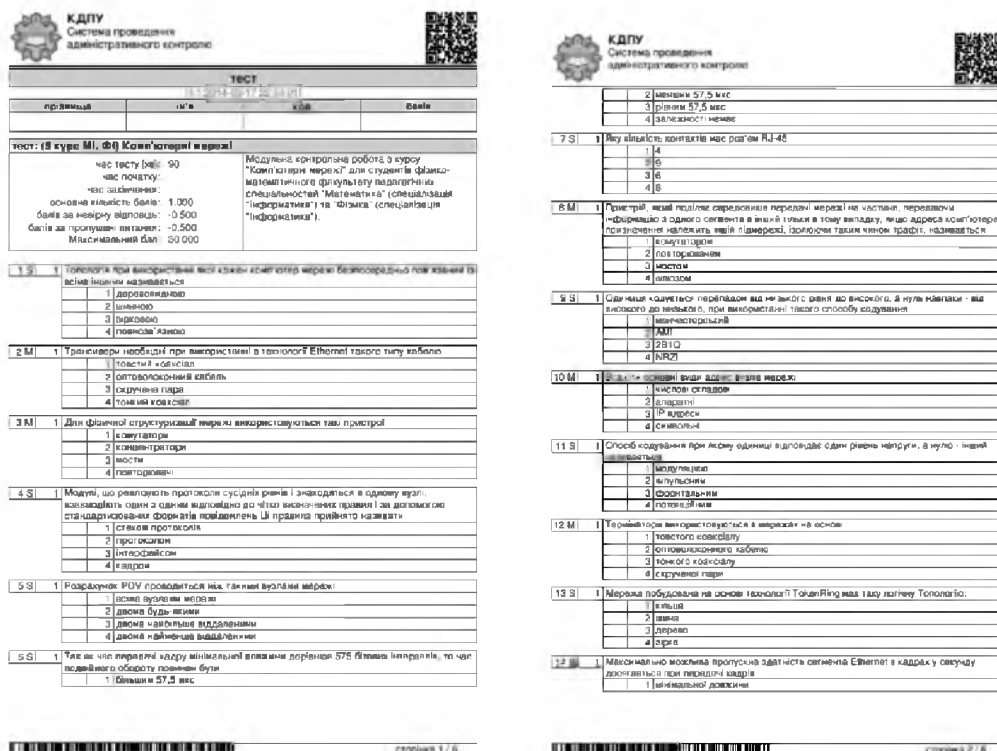 КДПУ
Система проведення
адміністративного контролю
тест
прізвище ім'я код балів
тест: (5 курс МІ, ФІ) Комп'ютерні мережі
час тесту [хв]: 90
час початку:
час закінчення:
основна кількість балів: 1.000
балів за невірну відповідь: -0.500
балів за пропущені питання: -0.500
Максимальний бал: 30.000
Модульна контрольна робота з курсу
"Комп'ютерні мережі" для студентів фізико-
математичного факультету педагогічних
спеціальностей "Математика" (спеціалізація
"Інформатика") та "Фізика" (спеціалізація
"Інформатика").
1 S 1 Топологія при використанні якої кожен комп'ютер мережі безпосередньо пов'язаний із
всіма іншими називається
1 деревовидною
2 шинною
3 зірковою
4 повнозв'язною
2 M 1 Трансивери необхідні при використанні в технології Ethernet такого типу кабелю
1 товстий коаксіал
2 оптоволоконний кабель
3 скручена пара
4 тонкий коаксіал
3 M 1 Для фізичної структуризації мережі використовуються такі пристрої
1 комутатори
2 концентратори
3 мости
4 повторювачі
4 S 1 Модулі, що реалізують протоколи сусідніх рівнів і знаходяться в одному вузлі,
взаємодіють один з одним відповідно до чітко визначених правил і за допомогою
стандартизованих форматів повідомлень. Ці правила прийнято називати
1 стеком протоколів
2 протоколом
3 інтерфейсом
4 кадром
5 S 1 Розрахунок PDV проводиться між такими вузлами мережі
1 всіма вузлами мережі
2 двома будь-якими
3 двома найбільше віддаленими
4 двома найменше віддаленими
1 Так як час передачі кадру мінімальної довжини дорівнює 575 бітових інтервалів, то час
подвійного обороту повинен бути
1 більшим 57,5 мкс
сторінка 1 / 6
КДПУ
Система проведення
адміністративного контролю
2 меншим 57,5 мкс
3 рівним 57,5 мкс
4 залежності немає
7 S 1 Яку кількість контактів має роз'єм RJ-45
1 4
3 6
4 8
8 M 1 Пристрій, який поділяє середовище передачі мережі на частини, передаючи
інформацію з одного сегмента в інший тільки в тому випадку, якщо адреса комп'ютера
призначення належить іншій підмережі, ізолюючи таким чином трафік, називається
1 комутатором
2 повторювачем
3 мостом
4 шлюзом
9 S 1 Одиниця кодується перепадом від низького рівня до високого, а нуль навпаки - від
високого до низького, при використанні такого способу кодування
1 манчестерський
2 AMI
3 2B1Q
4 NRZI
10 M 1 основні види адрес вузлів мережі
1 числові складові
2 апаратні
3 IP адреси
4 символьні
11 S 1 Спосіб кодування при якому одиниці відповідає один рівень напруги, а нулю - інший
1 модуляцією
2 імпульсним
3 фронтальним
4 потенційним
12 M 1 Термінатори використовуються в мережах на основі
1 товстого коаксіалу
2 оптоволоконного кабелю
3 тонкого коаксіалу
4 скрученої пари
13 S 1 Мережа побудована на основі технології TokenRing має таку логічну Топологію:
1 кільце
2 шина
3 дерево
4 зірка
1 Максимально можлива пропускна здатність сегмента Ethernet в кадрах у секунду
досягається при передачі кадрів
1 мінімальної довжини
сторінка 2 / 6